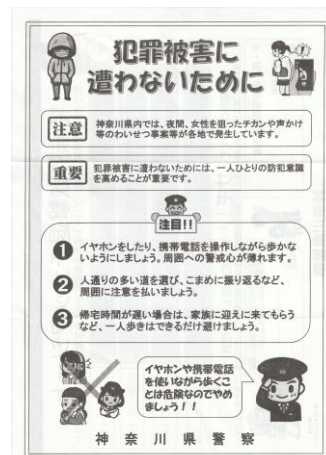 犯罪被害に
遭わないために
注意
神奈川県内では、夜間、女性を狙ったチカンや声かけ
等のわいせつ事案等が各地で発生しています。
重要
犯罪被害に遭わないためには、一人ひとりの防犯意識
を高めることが重要です。
注目!!
❶ イヤホンをしたり、携帯電話を操作しながら歩かな
いようにしましょう。周囲への警戒心が薄れます。
❷ 人通りの多い道を選び、こまめに振り返るなど、
周囲に注意を払いましょう。
❸ 帰宅時間が遅い場合は、家族に迎えに来てもらう
など、一人歩きはできるだけ避けましょう。
イヤホンや携帯電話
を使いながら歩くこ
とは危険なのでやめ
ましょう!!
神奈川県警察